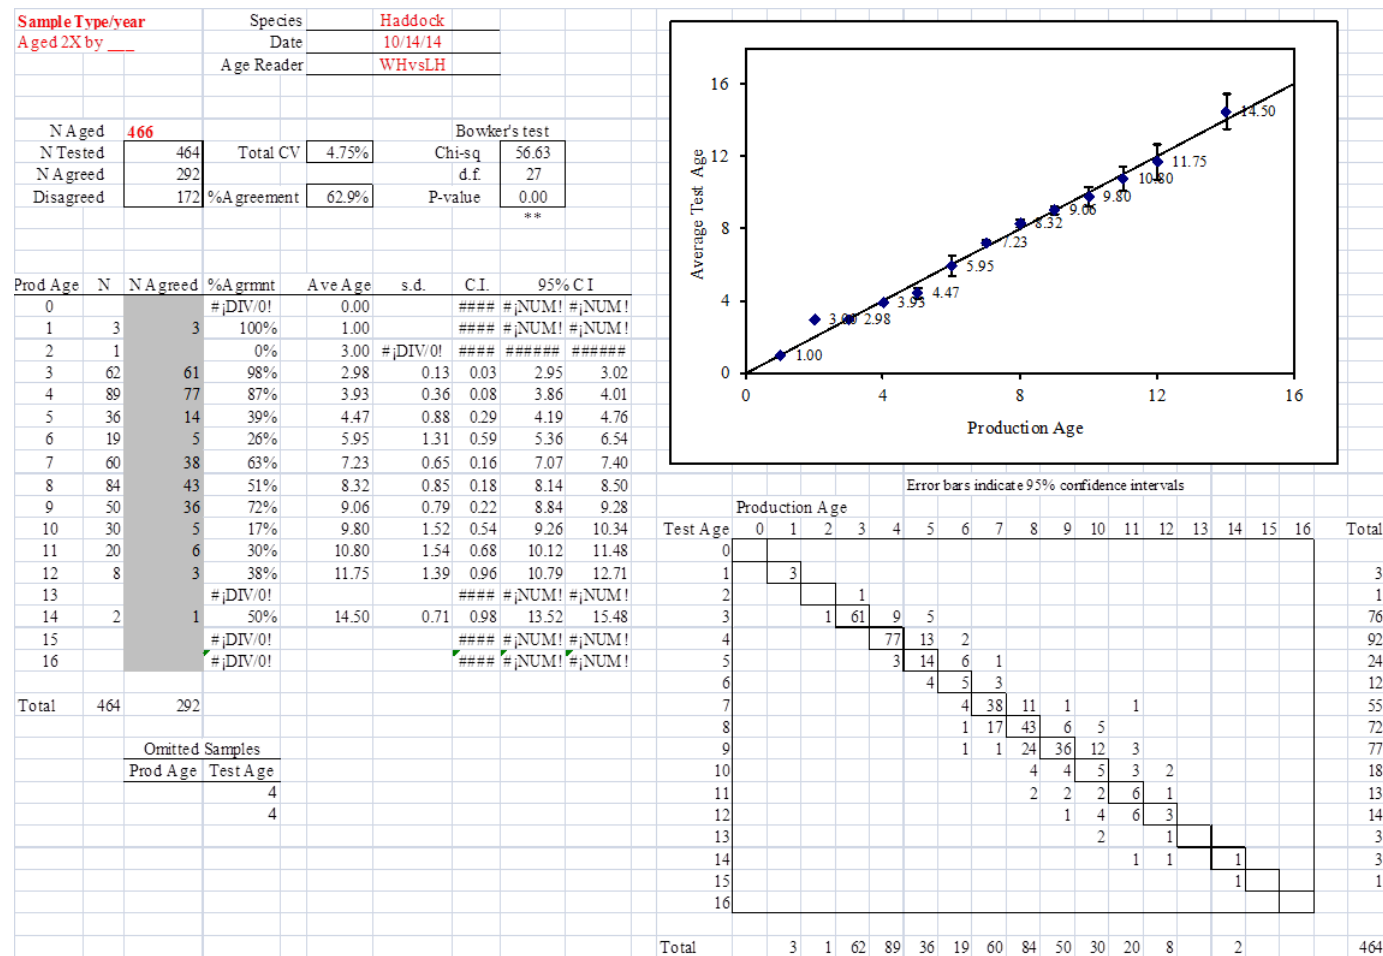 Sample Type/year Species Haddock
Aged 2X by ___ Date 10/14/14
Age Reader WHvsLH
N Aged 466 Bowker's test
N Tested 464 Total CV 4.75% Chi-sq 56.63
N Agreed 292 d.f. 27
Disagreed 172 %Agreement 62.9% P-value 0.00
**
Prod Age N N Agreed %Agrmnt Ave Age s.d. C.I. 95% C I
0 #¡DIV/0! 0.00 #### #¡NUM! #¡NUM!
1 3 3 100% 1.00 #### #¡NUM! #¡NUM!
2 1 0% 3.00 #¡DIV/0! #### ###### ######
3 62 61 98% 2.98 0.13 0.03 2.95 3.02
4 89 77 87% 3.93 0.36 0.08 3.86 4.01
5 36 14 39% 4.47 0.88 0.29 4.19 4.76
6 19 5 26% 5.95 1.31 0.59 5.36 6.54
7 60 38 63% 7.23 0.65 0.16 7.07 7.40
8 84 43 51% 8.32 0.85 0.18 8.14 8.50
9 50 36 72% 9.06 0.79 0.22 8.84 9.28
10 30 5 17% 9.80 1.52 0.54 9.26 10.34
11 20 6 30% 10.80 1.54 0.68 10.12 11.48
12 8 3 38% 11.75 1.39 0.96 10.79 12.71
13 #¡DIV/0! #### #¡NUM! #¡NUM!
14 2 1 50% 14.50 0.71 0.98 13.52 15.48
15 #¡DIV/0! #### #¡NUM! #¡NUM!
16 #¡DIV/0! #### #¡NUM! #¡NUM!
Total 464 292
Omitted Samples
Prod Age Test Age
4
4
Average Test Age
16
12
8
4
0
14.50
11.75
10.80
9.80
9.06
8.32
7.23
5.95
4.47
3.93
3.00 2.98
1.00
0 4 8 12 16
Production Age
Error bars indicate 95% confidence intervals
Production Age
Test Age 0 1 2 3 4 5 6 7 8 9 10 11 12 13 14 15 16 Total
0
1 3 3
2 1 1
3 1 61 9 5 76
4 77 13 2 92
5 3 14 6 1 24
6 4 5 3 12
7 4 38 11 1 1 55
8 1 17 43 6 5 72
9 1 1 24 36 12 3 77
10 4 4 5 3 2 18
11 2 2 2 6 1 13
12 1 4 6 3 14
13 2 1 3
14 1 1 1 3
15 1 1
16
Total 3 1 62 89 36 19 60 84 50 30 20 8 2 464